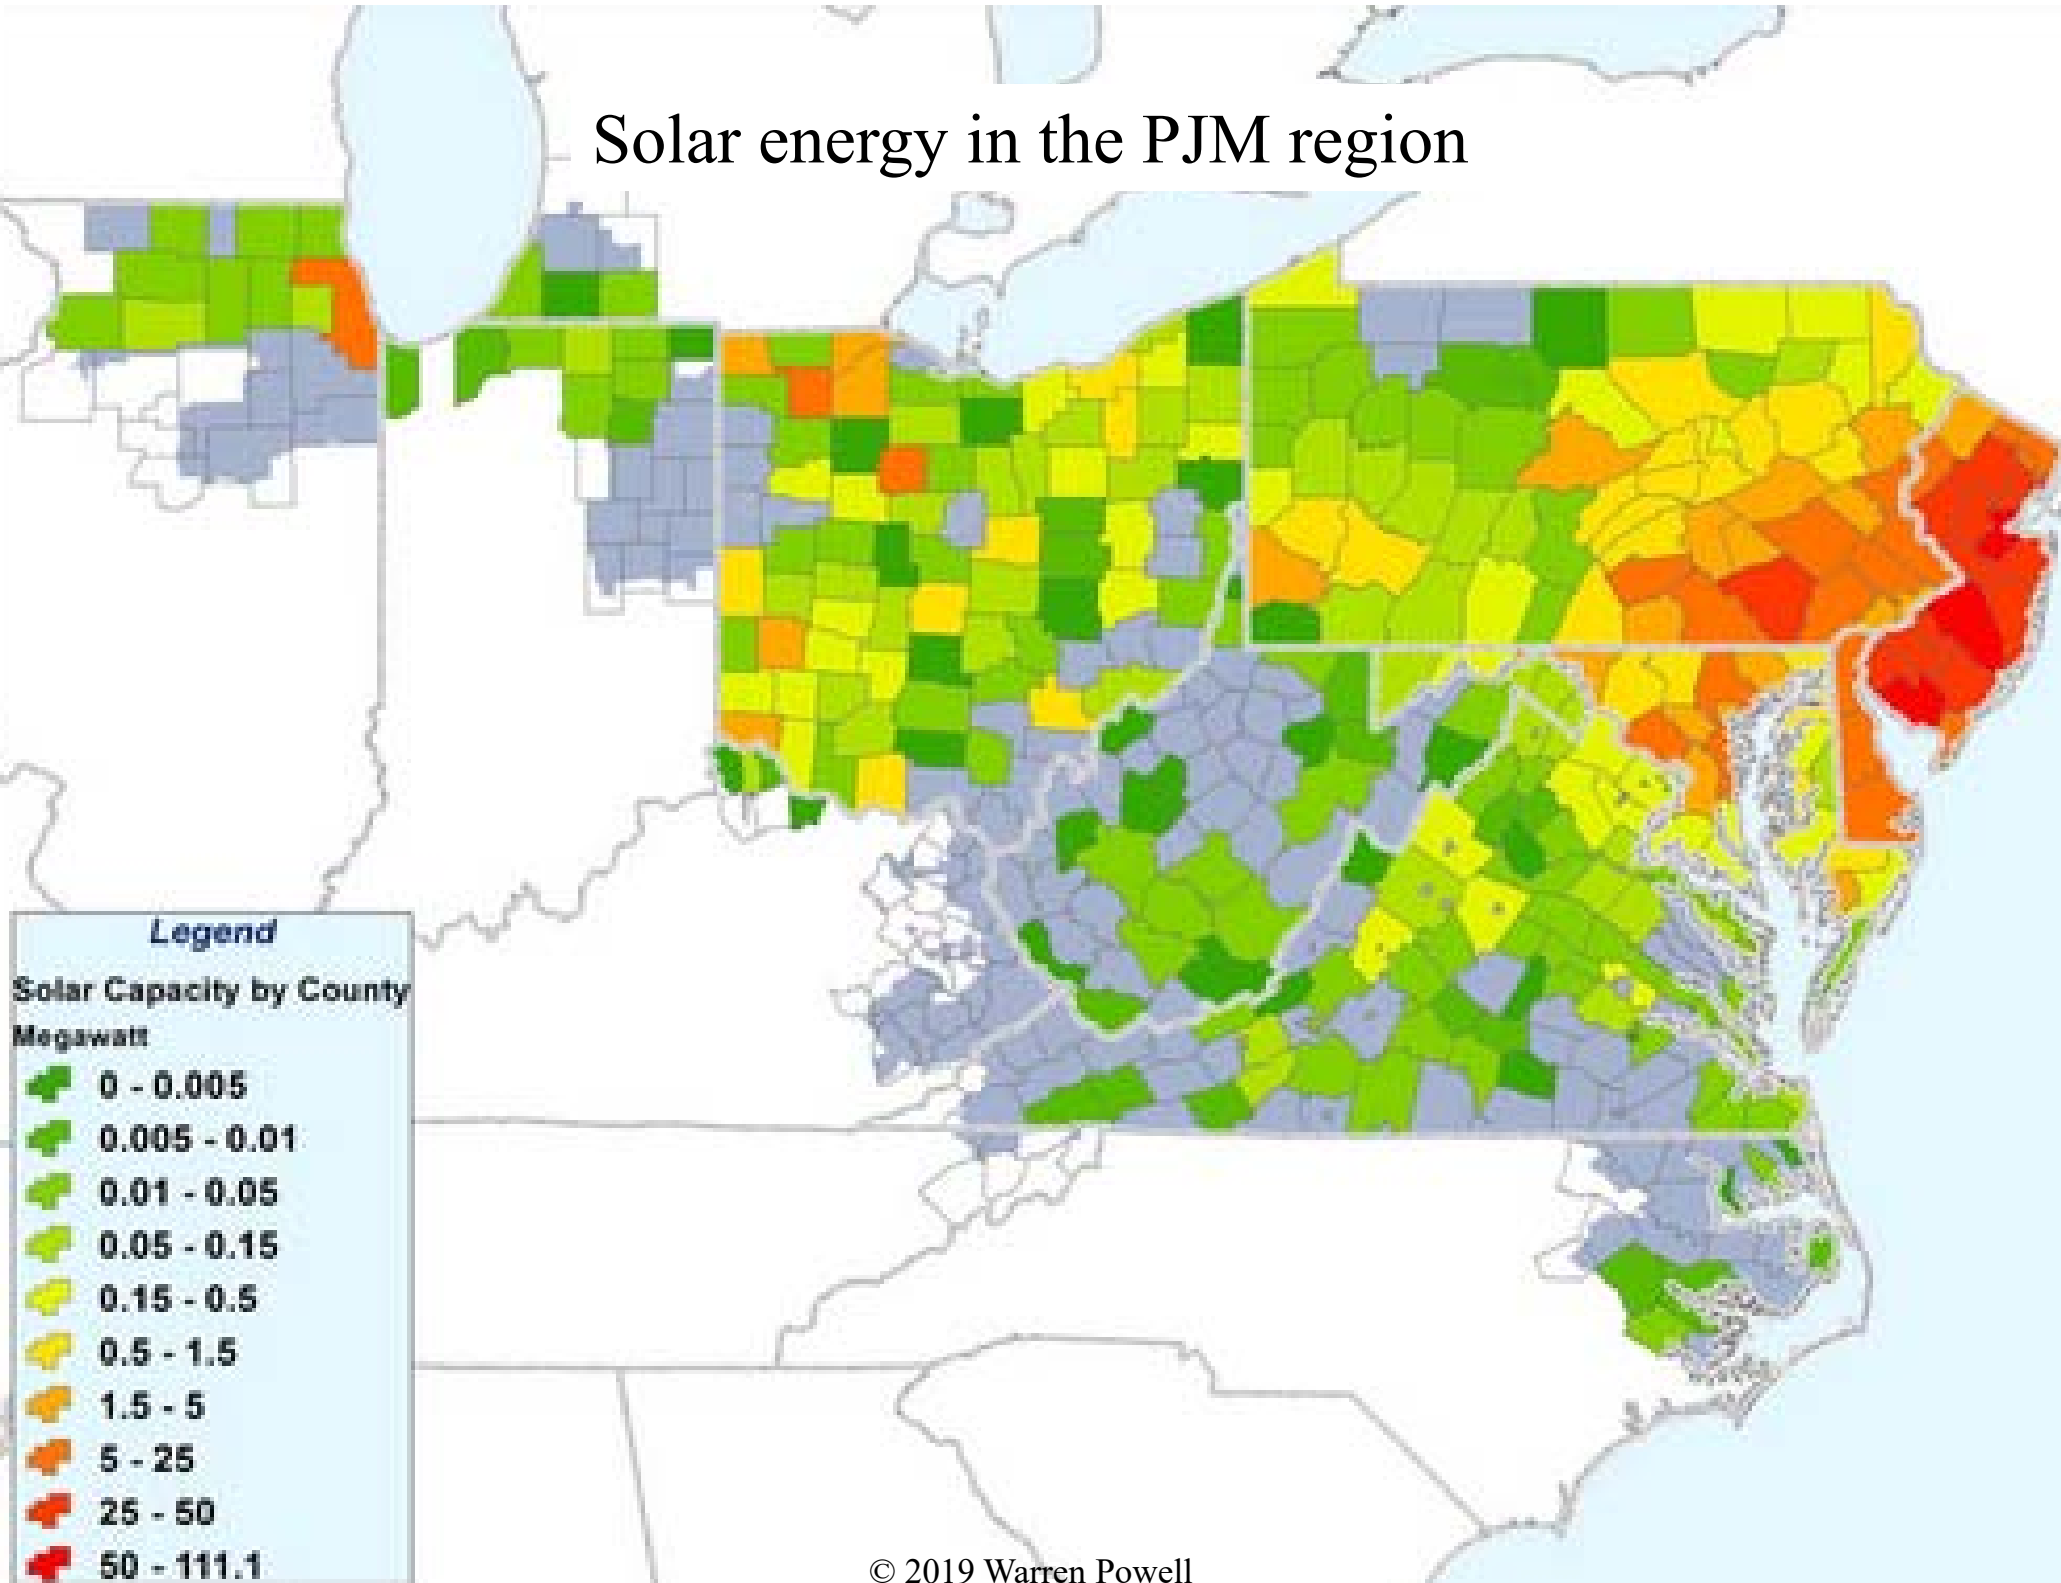 Solar energy in the PJM region
Legend
Solar Capacity by County
Megawatt
0 - 0.005
0.005 - 0.01
0.01 - 0.05
0.05 - 0.15
0.15 - 0.5
0.5 - 1.5
1.5 - 5
5 - 25
25 - 50
50 - 111.1
© 2019 Warren Powell